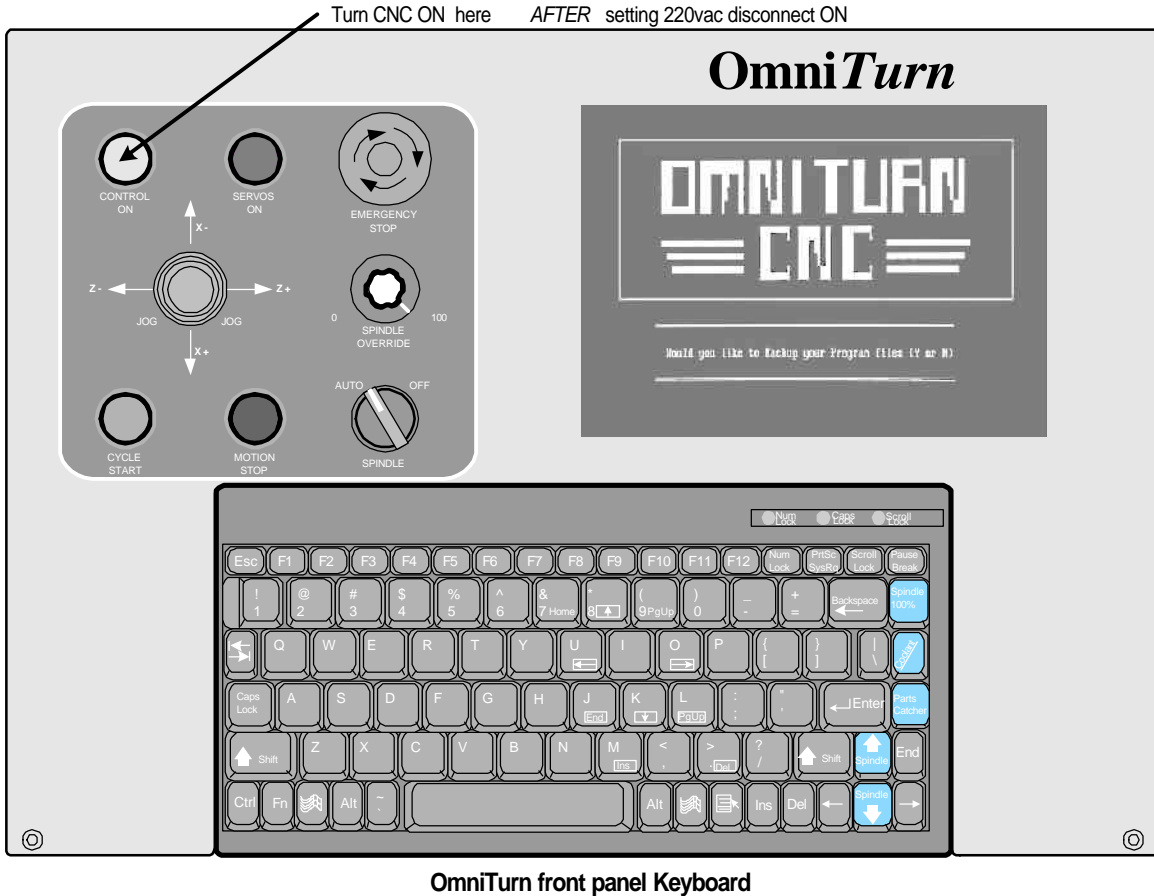 Turn CNC ON here AFTER setting 220vac disconnect ON
OmniTurn
CONTROL
ON
SERVOS
ON
EMERGENCY
STOP
X-
Z-
Z+
JOG
JOG
X+
0
100
SPINDLE
OVERRIDE
AUTO
OFF
CYCLE
START
MOTION
STOP
SPINDLE
OMNITURN
CNC
Would you like to Backup your Program files (Y or N)
Num Lock
Caps Lock
Scroll Lock
Esc F1 F2 F3 F4 F5 F6 F7 F8 F9 F10 F11 F12 Num Lock PrtSc SysRq Scroll Lock Pause Break
! @ # $ % ^ & * ( ) _ +
1 2 3 4 5 6 7 Home 8 9 PgUp 0 - = Backspace Spindle 100%
Q W E R T Y U I O P { } |
[ ] \ Coolant
Caps Lock A S D F G H J End K L PgUp : ; " ' Enter Parts Catcher
Shift Z X C V B N M Ins < , > . Del ? / Shift Spindle End
Ctrl Fn Alt ~ ` Alt Ins Del Spindle
OmniTurn front panel Keyboard